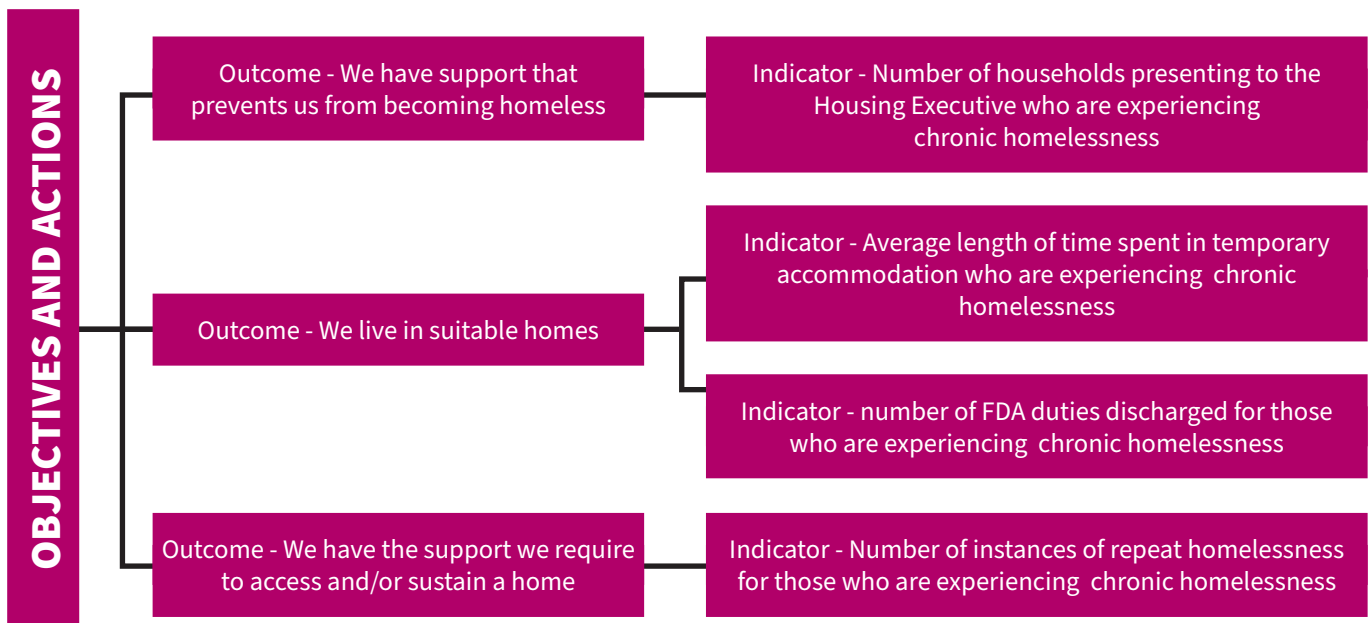 OBJECTIVES AND ACTIONS
Outcome - We have support that
prevents us from becoming homeless
Indicator - Number of households presenting to the
Housing Executive who are experiencing
chronic homelessness
Outcome - We live in suitable homes
Indicator - Average length of time spent in temporary
accommodation who are experiencing  chronic
homelessness
Indicator - number of FDA duties discharged for those
who are experiencing  chronic homelessness
Outcome - We have the support we require
to access and/or sustain a home
Indicator - Number of instances of repeat homelessness
for those who are experiencing  chronic homelessness